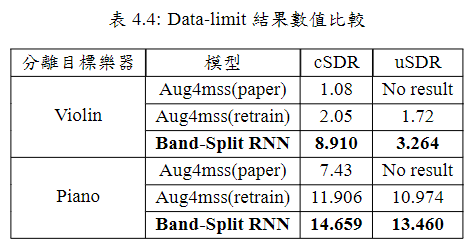 表 4.4: Data-limit 結果數值比較
分離目標樂器 模型 cSDR uSDR
Violin
Aug4mss(paper) 1.08 No result
Aug4mss(retrain) 2.05 1.72
Band-Split RNN 8.910 3.264
Piano
Aug4mss(paper) 7.43 No result
Aug4mss(retrain) 11.906 10.974
Band-Split RNN 14.659 13.460